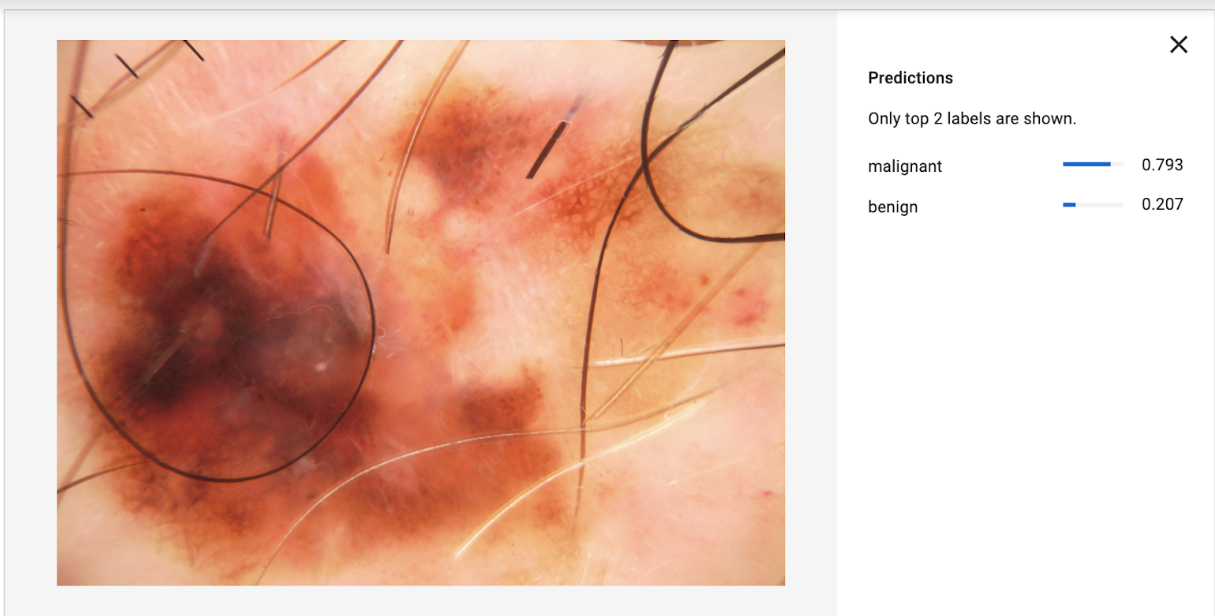 Predictions
Only top 2 labels are shown.
malignant 0.793
benign 0.207